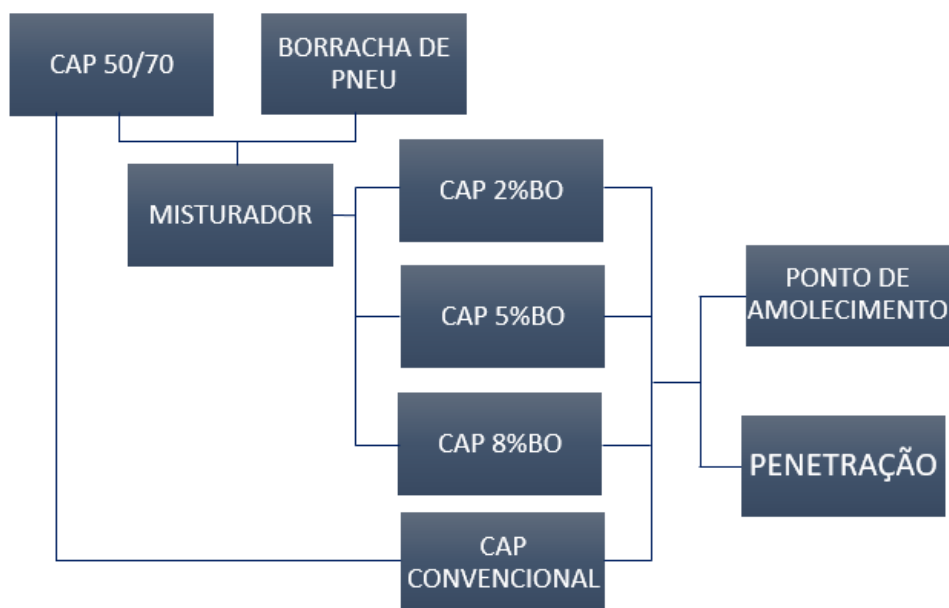 CAP 50/70
BORRACHA DE
PNEU
MISTURADOR
CAP 2%BO
CAP 5%BO
CAP 8%BO
CAP
CONVENCIONAL
PONTO DE
AMOLECIMENTO
PENETRAÇÃO